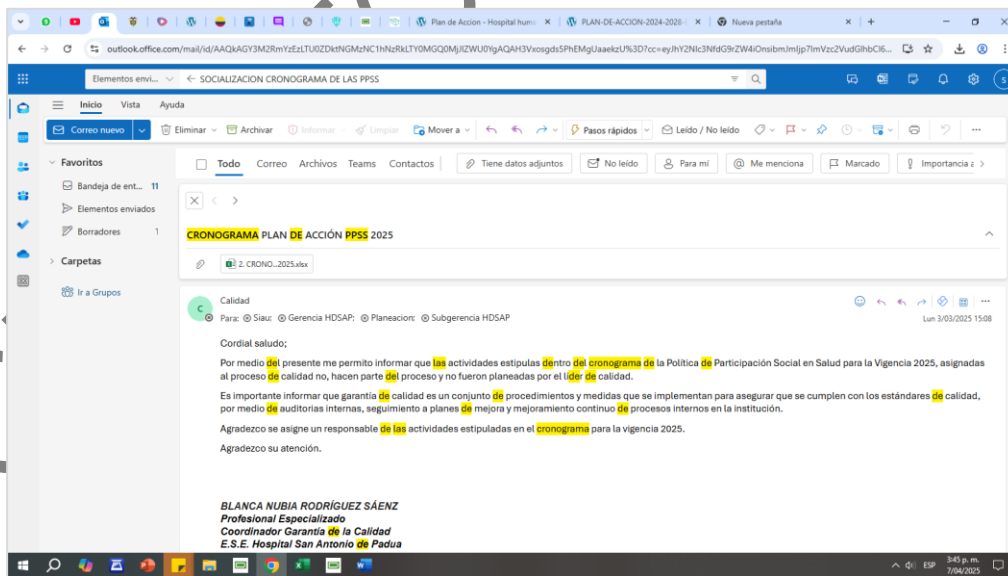 Plan de Accion - Hospital huma
PLAN-DE-ACCION-2024-2028-
Nueva pestaña
outlook.office.com/mail/id/
Elementos envi...
SOCIALIZACION CRONOGRAMA DE LAS PPSS
Inicio Vista Ayuda
Correo nuevo Eliminar Archivar Informar Limpiar Mover a Pasos rápidos Leído / No leído
Favoritos
Todo Correo Archivos Teams Contactos Tiene datos adjuntos No leído Para mí Me menciona Marcado Importancia a
Bandeja de ent... 11
Elementos enviados
Borradores 1
Carpetas
Ir a Grupos
CRONOGRAMA PLAN DE ACCIÓN PPSS 2025
2. CRONO...2025.xlsx
C
Calidad
Para: Siau; Gerencia HDSAP; Planeacion; Subgerencia HDSAP
Lun 3/03/2025 15:08
Cordial saludo;
Por medio del presente me permito informar que las actividades estipulas dentro del cronograma de la Política de Participación Social en Salud para la Vigencia 2025, asignadas
al proceso de calidad no, hacen parte del proceso y no fueron planeadas por el líder de calidad.
Es importante informar que garantía de calidad es un conjunto de procedimientos y medidas que se implementan para asegurar que se cumplen con los estándares de calidad,
por medio de auditorias internas, seguimiento a planes de mejora y mejoramiento continuo de procesos internos en la institución.
Agradezco se asigne un responsable de las actividades estipuladas en el cronograma para la vigencia 2025.
Agradezco su atención.
BLANCA NUBIA RODRÍGUEZ SÁENZ
Profesional Especializado
Coordinador Garantía de la Calidad
E.S.E. Hospital San Antonio de Padua
ESP
3:45 p. m.
7/04/2025